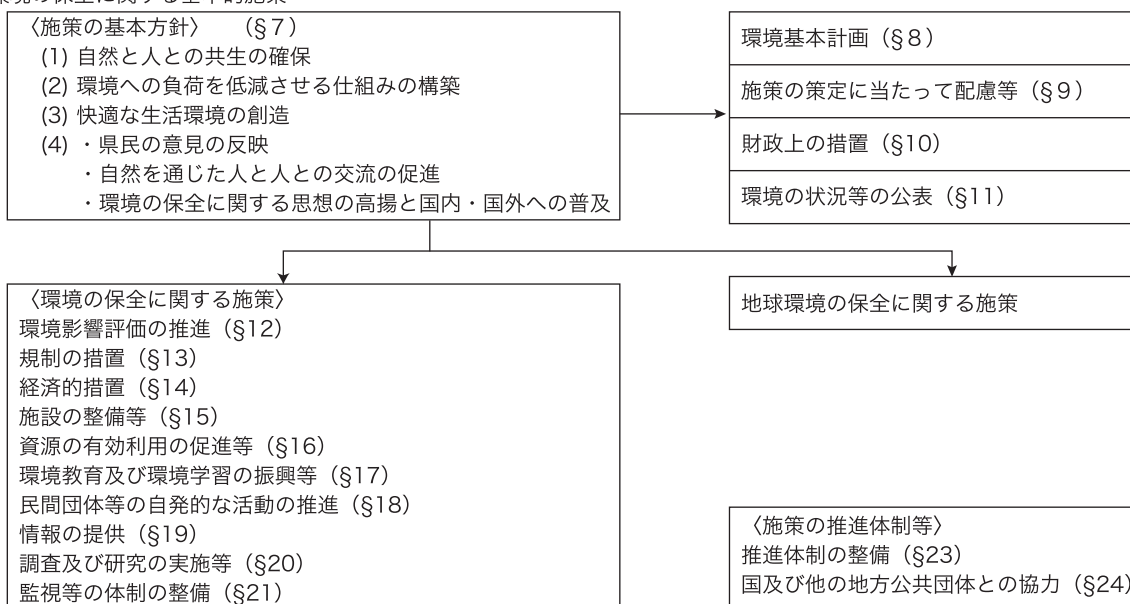 環境の保全に関する基本的施策
〈施策の基本方針〉 (§7)
(1) 自然と人との共生の確保
(2) 環境への負荷を低減させる仕組みの構築
(3) 快適な生活環境の創造
(4) ・県民の意見の反映
・自然を通じた人と人との交流の促進
・環境の保全に関する思想の高揚と国内・国外への普及
環境基本計画（§8）
施策の策定に当たって配慮等（§9）
財政上の措置（§10）
環境の状況等の公表（§11）
〈環境の保全に関する施策〉
環境影響評価の推進（§12）
規制の措置（§13）
経済的措置（§14）
施設の整備等（§15）
資源の有効利用の促進等（§16）
環境教育及び環境学習の振興等（§17）
民間団体等の自発的な活動の推進（§18）
情報の提供（§19）
調査及び研究の実施等（§20）
監視等の体制の整備（§21）
地球環境の保全に関する施策
〈施策の推進体制等〉
推進体制の整備（§23）
国及び他の地方公共団体との協力（§24）